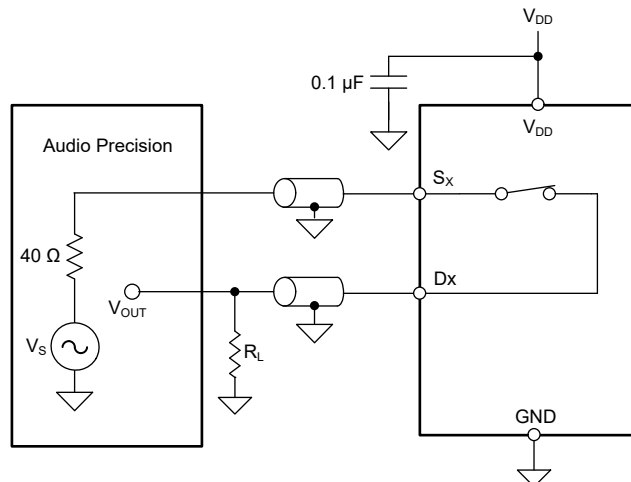 V_DD
0.1 µF
V_DD
Audio Precision
S_X
40 Ω
Dx
V_OUT
V_S
R_L
GND